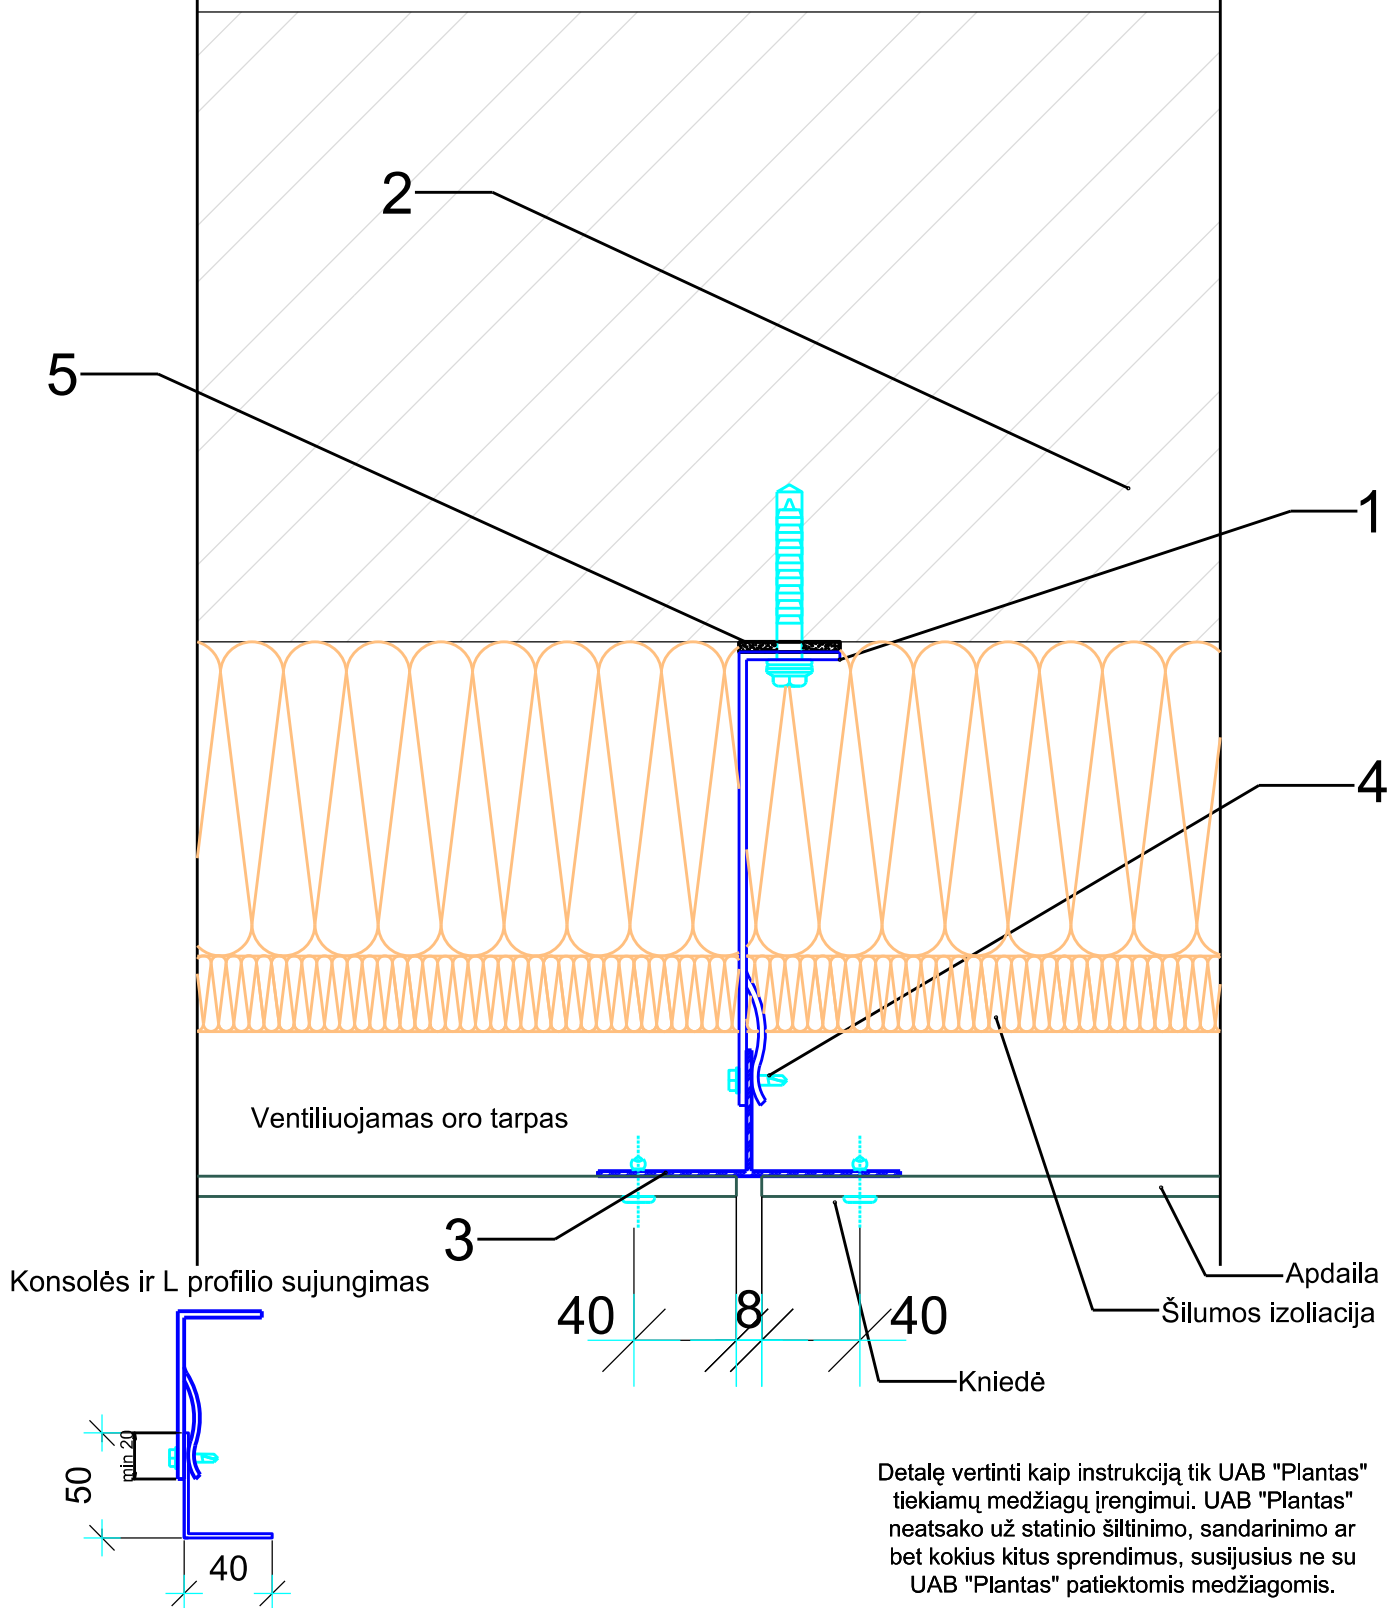 2
5
1
4
Ventiliuojamas oro tarpas
3
Konsolės ir L profilio sujungimas
Apdaila
Šilumos izoliacija
40
8
40
Kniedė
min 20
50
40
Detalę vertinti kaip instrukciją tik UAB "Plantas"
tiekiamų medžiagų įrengimui. UAB "Plantas"
neatsako už statinio šiltinimo, sandarinimo ar
bet kokius kitus sprendimus, susijusius ne su
UAB "Plantas" patiektomis medžiagomis.